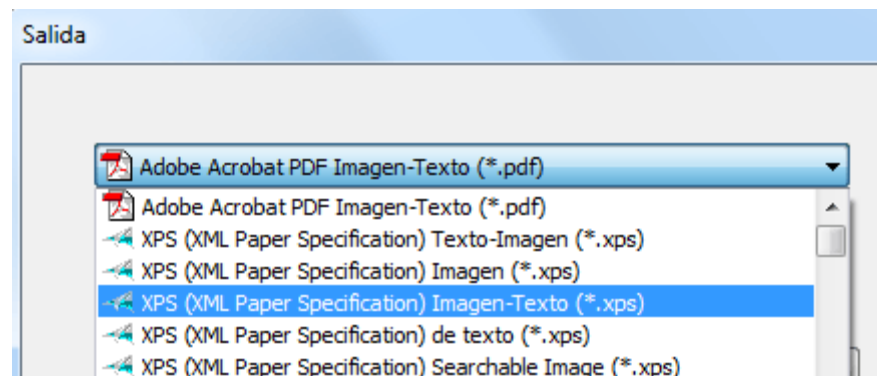 Salida
Adobe Acrobat PDF Imagen-Texto (*.pdf)
Adobe Acrobat PDF Imagen-Texto (*.pdf)
XPS (XML Paper Specification) Texto-Imagen (*.xps)
XPS (XML Paper Specification) Imagen (*.xps)
XPS (XML Paper Specification) Imagen-Texto (*.xps)
XPS (XML Paper Specification) de texto (*.xps)
XPS (XML Paper Specification) Searchable Image (*.xps)